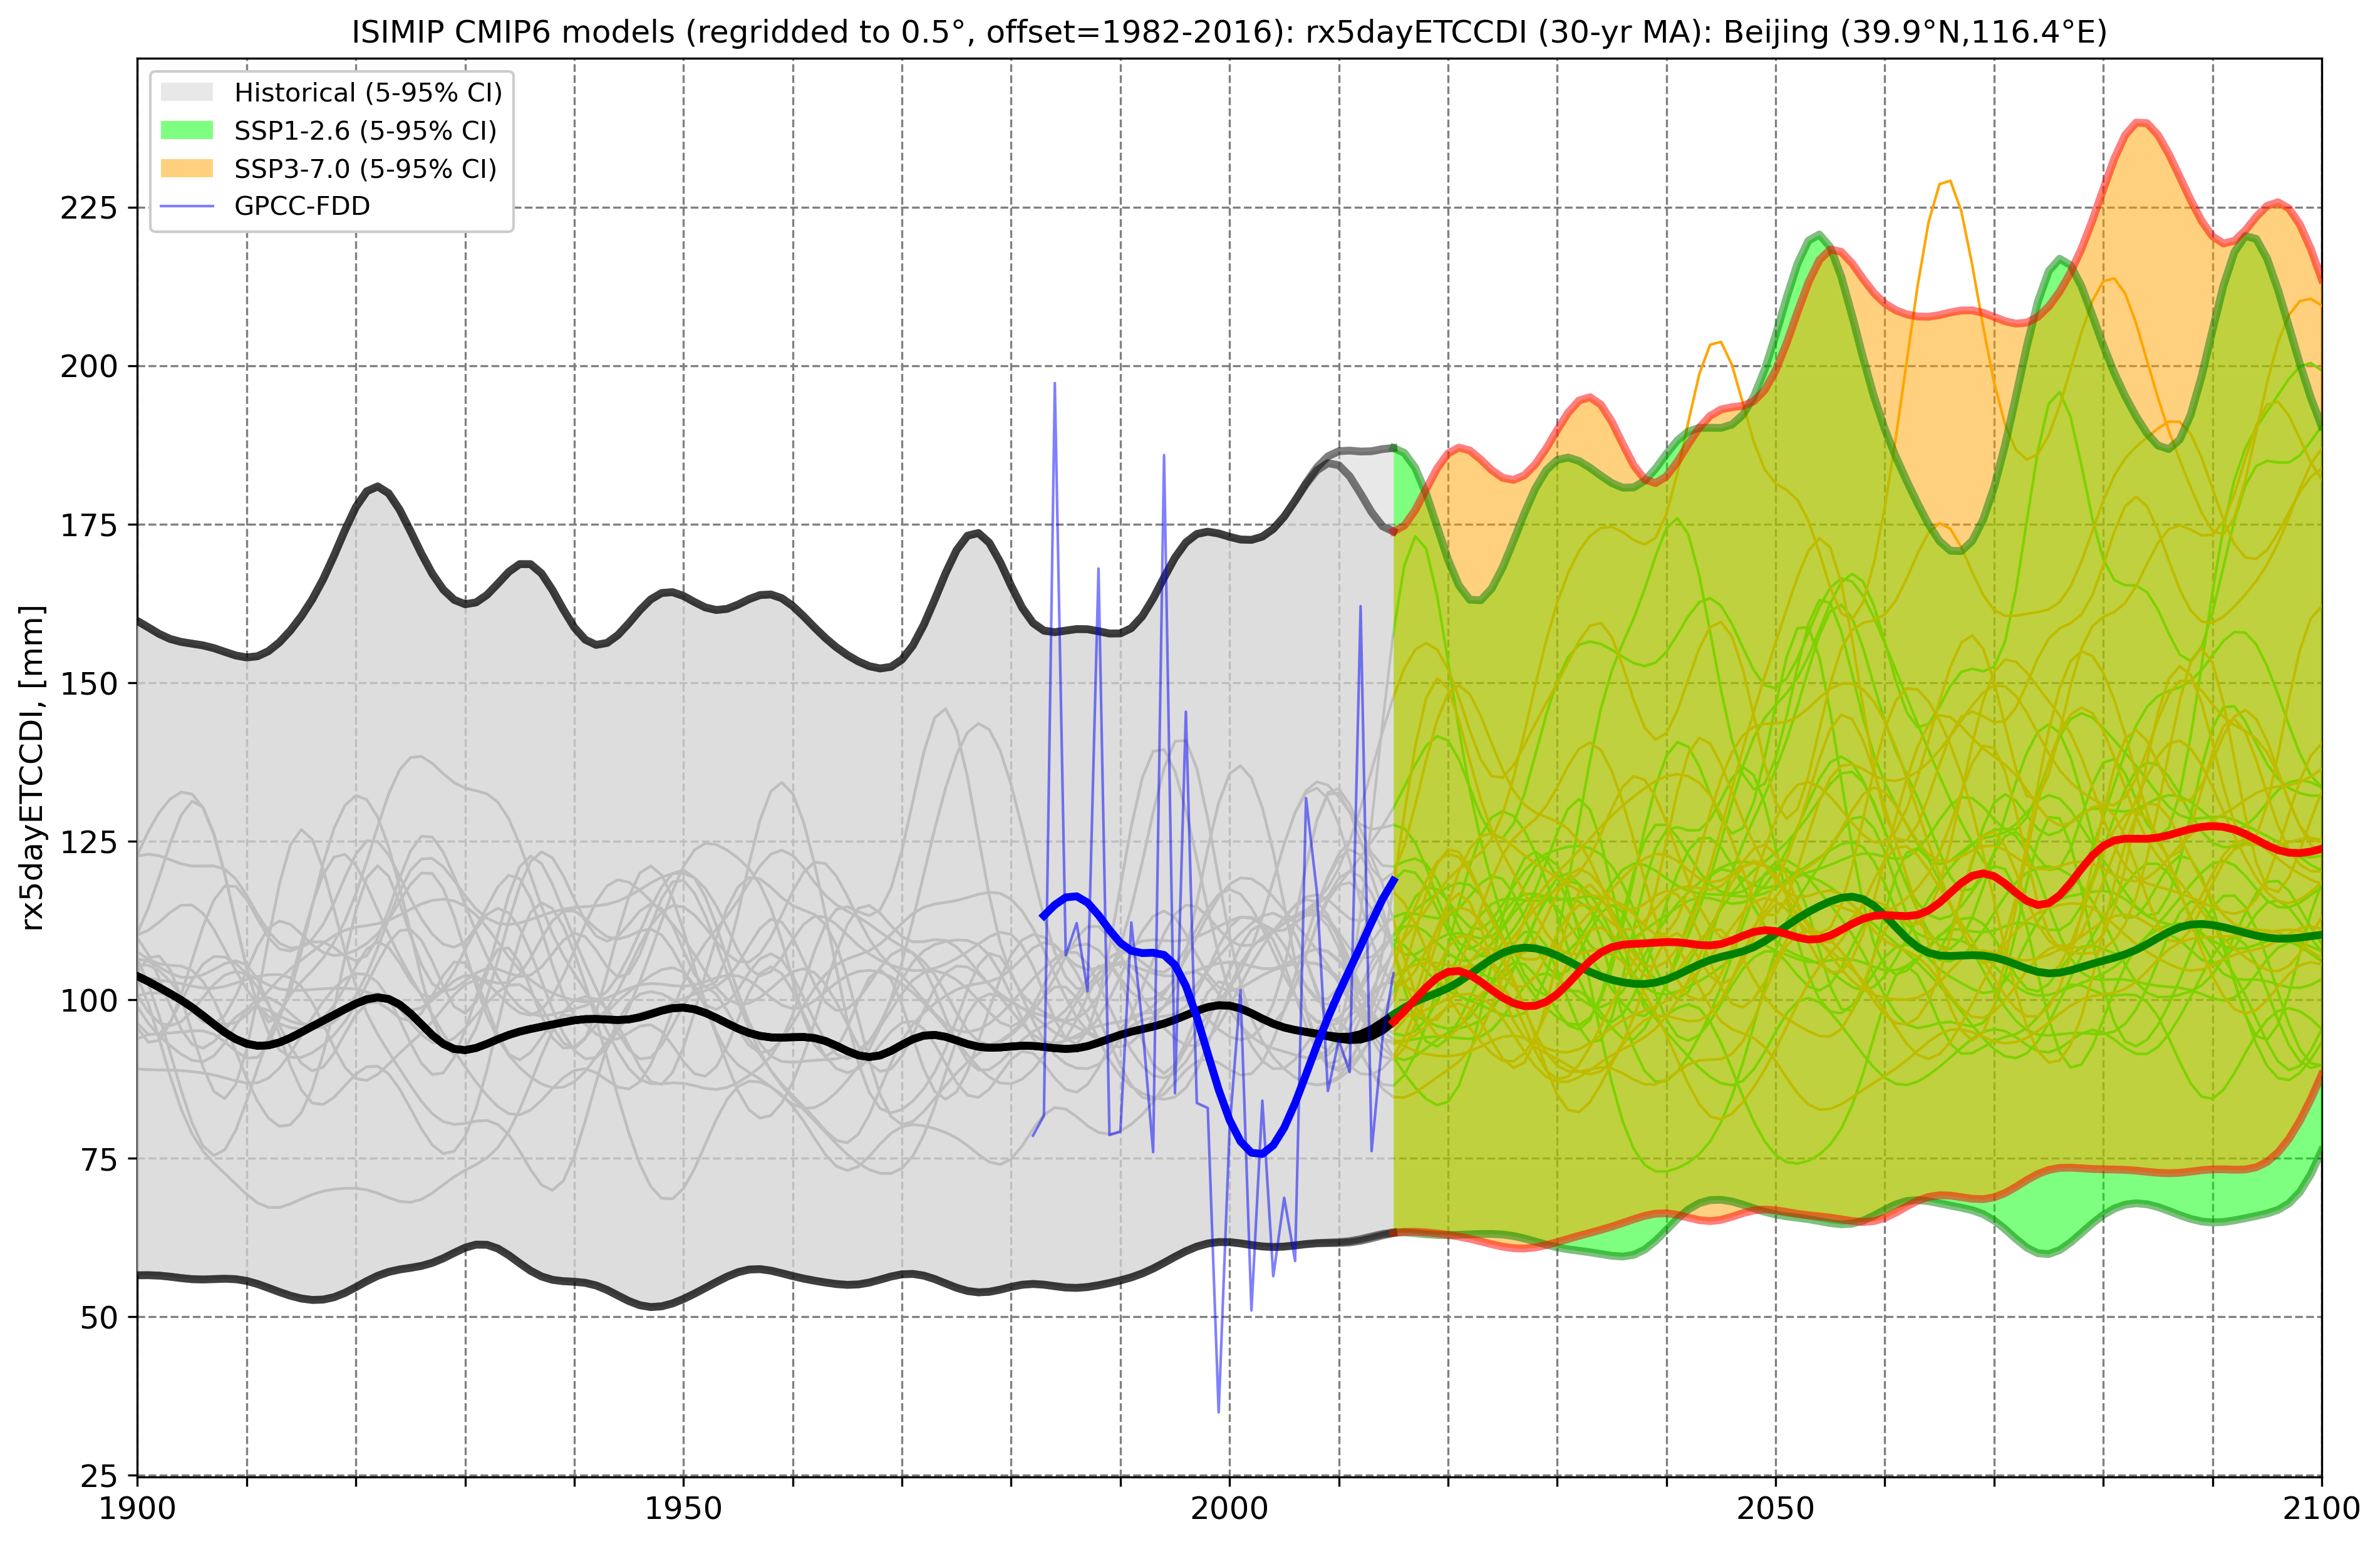 ISIMIP CMIP6 models (regridded to 0.5°, offset=1982-2016): rx5dayETCCDI (30-yr MA): Beijing (39.9°N,116.4°E)
Historical (5-95% CI)
SSP1-2.6 (5-95% CI)
SSP3-7.0 (5-95% CI)
GPCC-FDD
rx5dayETCCDI, [mm]
225
200
175
150
125
100
75
50
25
1900 1950 2000 2050 2100